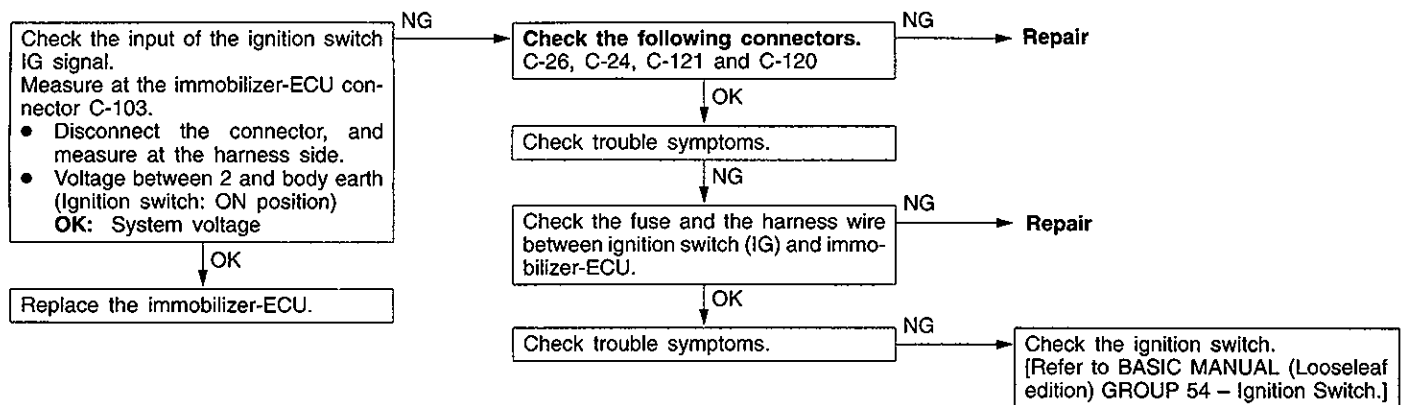 Check the input of the ignition switch
IG signal.
Measure at the immobilizer-ECU con-
nector C-103.
● Disconnect the connector, and
measure at the harness side.
● Voltage between 2 and body earth
(Ignition switch: ON position)
OK: System voltage
OK
Replace the immobilizer-ECU.
NG
Check the following connectors.
C-26, C-24, C-121 and C-120
NG
Repair
OK
Check trouble symptoms.
NG
Check the fuse and the harness wire
between ignition switch (IG) and immo-
bilizer-ECU.
NG
Repair
OK
Check trouble symptoms.
NG
Check the ignition switch.
[Refer to BASIC MANUAL (Looseleaf
edition) GROUP 54 – Ignition Switch.]